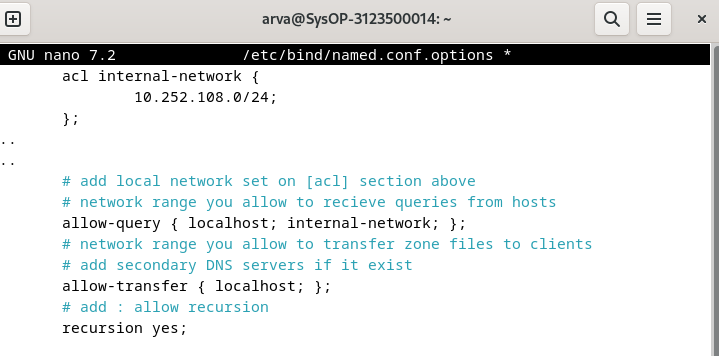 arva@SysOP-3123500014: ~
GNU nano 7.2 /etc/bind/named.conf.options *
acl internal-network {
10.252.108.0/24;
};
..
..
# add local network set on [acl] section above
# network range you allow to recieve queries from hosts
allow-query { localhost; internal-network; };
# network range you allow to transfer zone files to clients
# add secondary DNS servers if it exist
allow-transfer { localhost; };
# add : allow recursion
recursion yes;